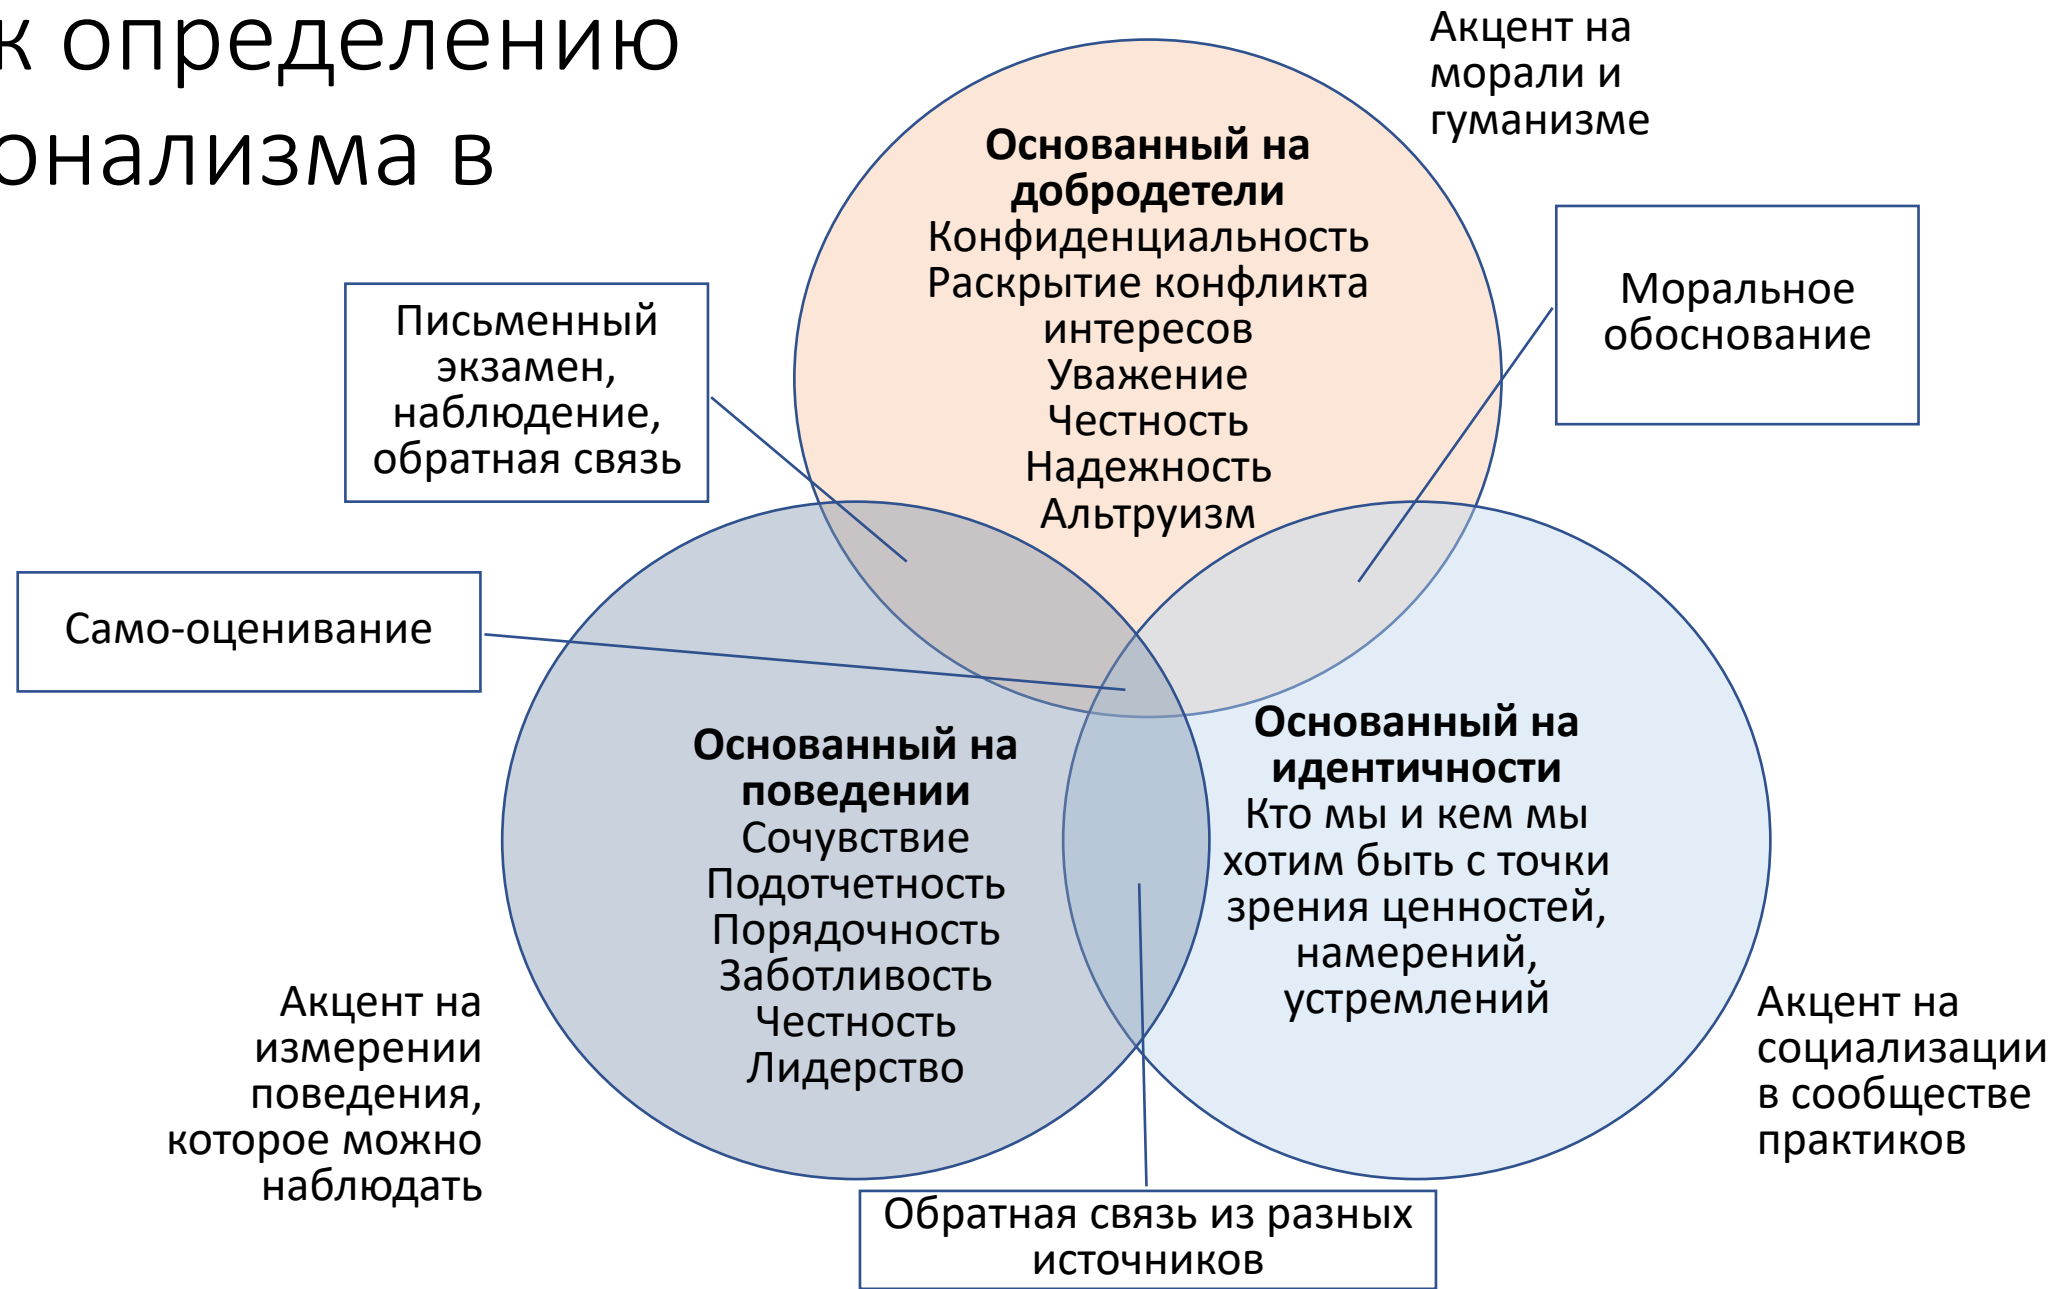 к определению
онализма в
Акцент на
морали и
гуманизме
Основанный на
добродетели
Конфиденциальность
Раскрытие конфликта
интересов
Уважение
Честность
Надежность
Альтруизм
Моральное
обоснование
Письменный
экзамен,
наблюдение,
обратная связь
Само-оценивание
Основанный на
поведении
Сочувствие
Подотчетность
Порядочность
Заботливость
Честность
Лидерство
Основанный на
идентичности
Кто мы и кем мы
хотим быть с точки
зрения ценностей,
намерений,
устремлений
Акцент на
измерении
поведения,
которое можно
наблюдать
Акцент на
социализации
в сообществе
практиков
Обратная связь из разных
источников